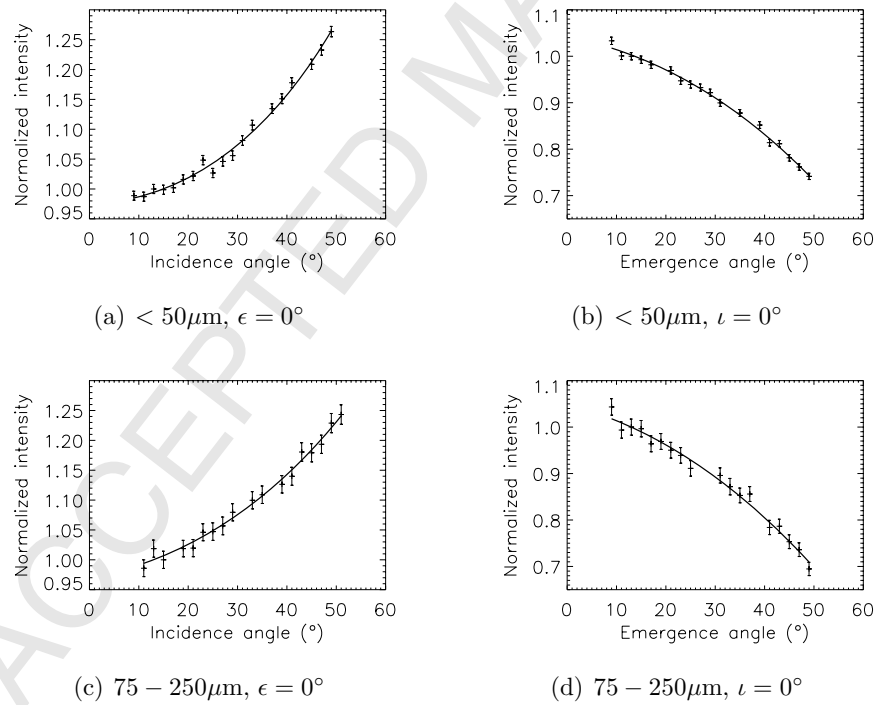 Normalized intensity
1.25
1.20
1.15
1.10
1.05
1.00
0.95
0 10 20 30 40 50 60
Incidence angle (°)
(a) < 50μm, ϵ = 0°
Normalized intensity
1.1
1.0
0.9
0.8
0.7
0 10 20 30 40 50 60
Emergence angle (°)
(b) < 50μm, ι = 0°
Normalized intensity
1.25
1.20
1.15
1.10
1.05
1.00
0.95
0 10 20 30 40 50 60
Incidence angle (°)
(c) 75 − 250μm, ϵ = 0°
Normalized intensity
1.1
1.0
0.9
0.8
0.7
0 10 20 30 40 50 60
Emergence angle (°)
(d) 75 − 250μm, ι = 0°
ACCEPTED MA